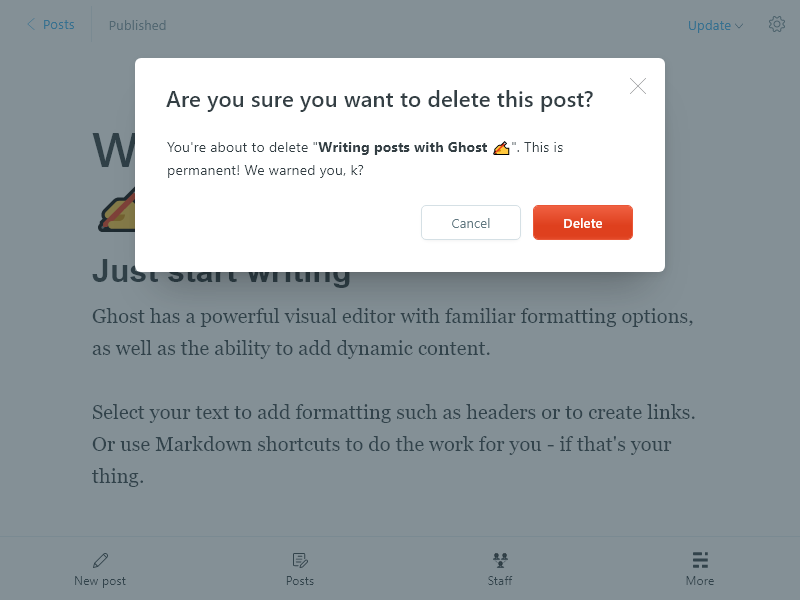 Posts
Published
Update
Are you sure you want to delete this post?
You're about to delete "Writing posts with Ghost ✍️". This is
permanent! We warned you, k?
Cancel
Delete
Just start writing
Ghost has a powerful visual editor with familiar formatting options,
as well as the ability to add dynamic content.
Select your text to add formatting such as headers or to create links.
Or use Markdown shortcuts to do the work for you - if that's your
thing.
New post
Posts
Staff
More